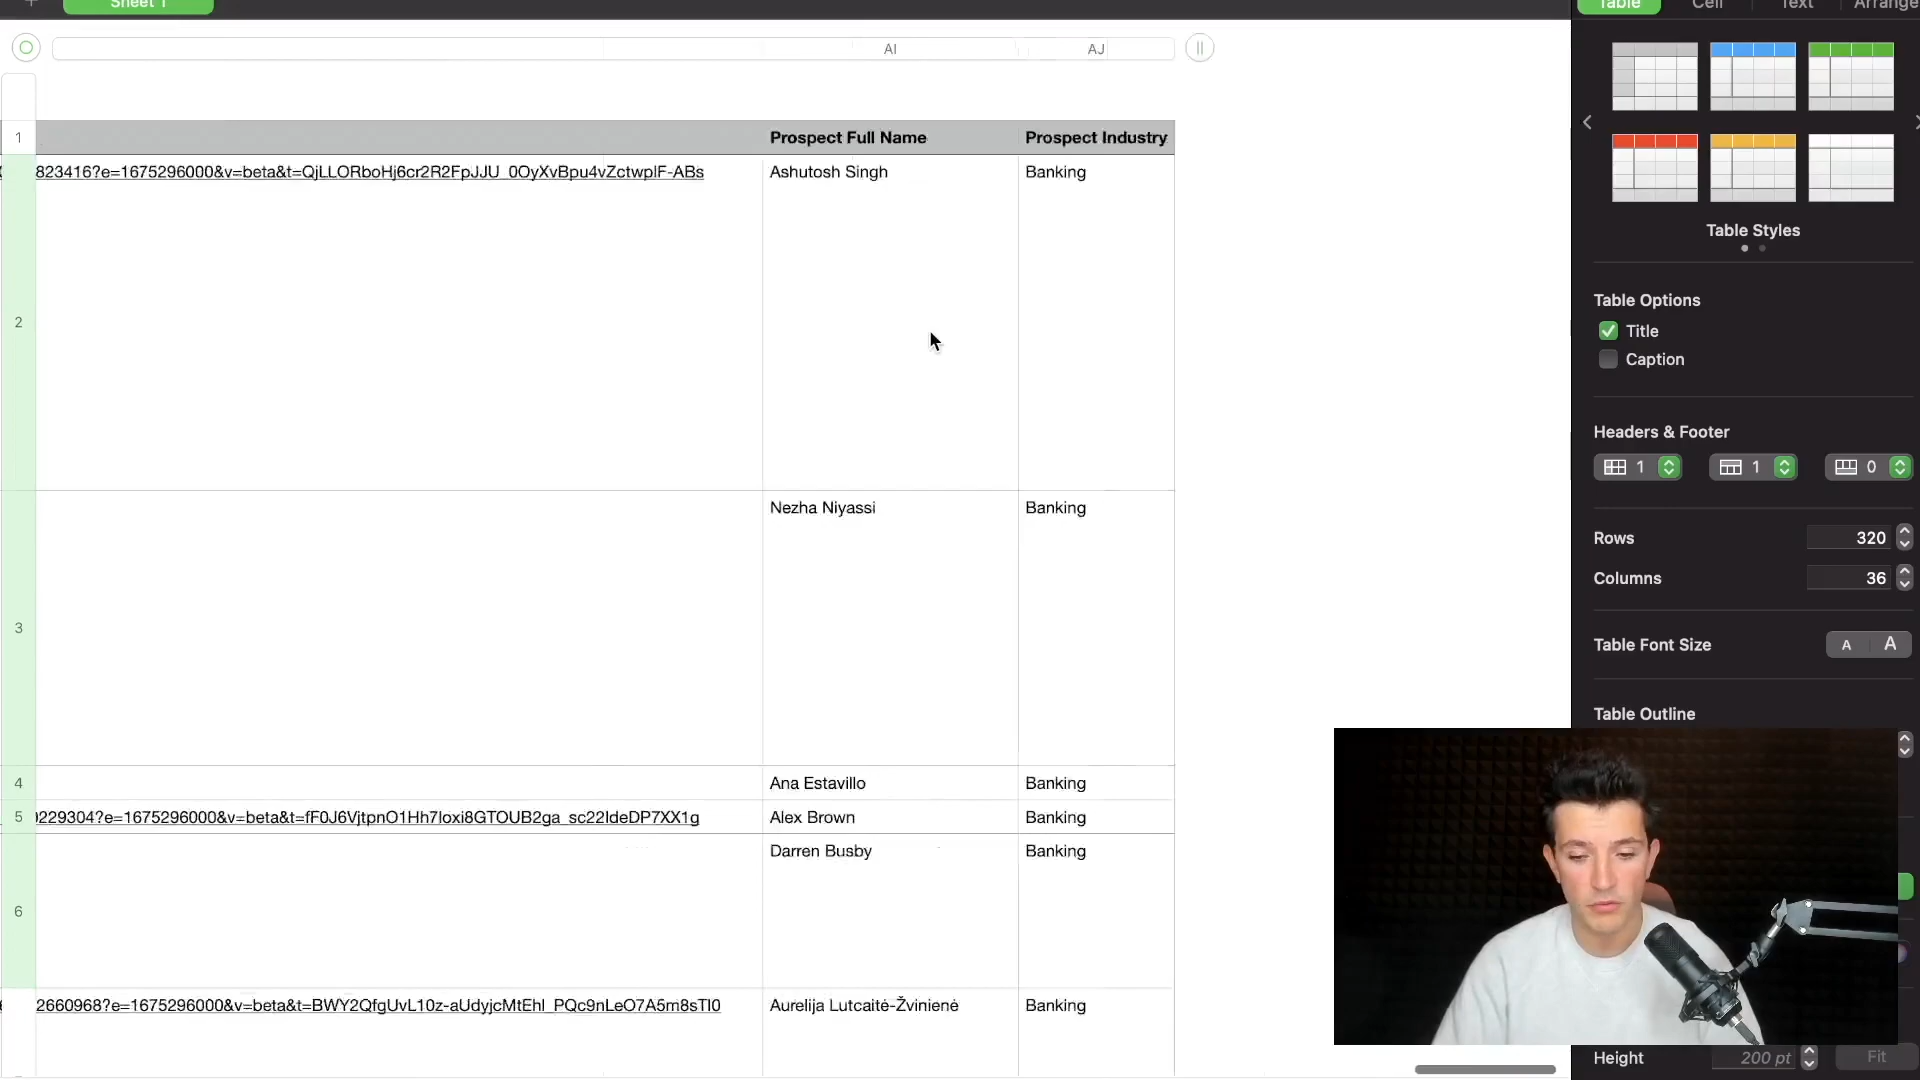 Sheet 1
Table Cell Text Arrange
AI AJ
1 Prospect Full Name Prospect Industry
823416?e=1675296000&v=beta&t=QjLLORboHj6cr2R2FpJJU_0OyXvBpu4vZctwpIF-ABs Ashutosh Singh Banking
2
Nezha Niyassi Banking
3
4 Ana Estavillo Banking
5 0229304?e=1675296000&v=beta&t=fF0J6VjtpnO1Hh7loxi8GTOUB2ga_sc22IdeDP7XX1g Alex Brown Banking
Darren Busby Banking
6
2660968?e=1675296000&v=beta&t=BWY2QfgUvL10z-aUdyjcMtEhI_PQc9nLeO7A5m8sTI0 Aurelija Lutcaitė-Žvinienė Banking
Table Styles
Table Options
Title
Caption
Headers & Footer
1 1 0
Rows 320
Columns 36
Table Font Size A A
Table Outline
Height 200 pt Fit